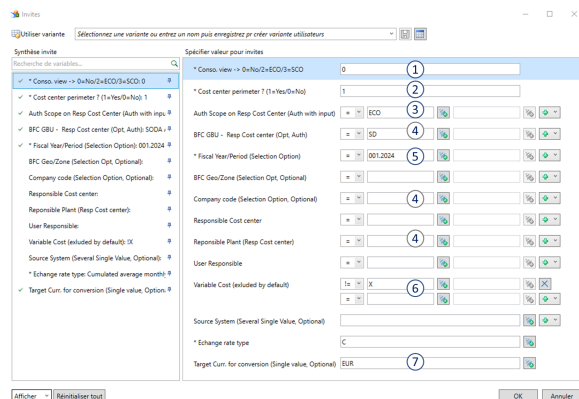 Invites
Utiliser variante Sélectionnez une variante ou entrez un nom puis enregistrez pr créer variante utilisateurs
Synthèse invite
Recherche de variables...
* Conso. view -> 0=No/2=ECO/3=SCO: 0
* Cost center perimeter ? (1=Yes/0=No): 1
Auth Scope on Resp Cost Center (Auth with inpu
BFC GBU - Resp Cost center (Opt, Auth): SODA
* Fiscal Year/Period (Selection Option): 001.2024
BFC Geo/Zone (Selection Opt, Optional):
Company code (Selection Option, Optional):
Responsible Cost center:
Reponsible Plant (Resp Cost center):
User Responsible:
Variable Cost (exluded by default): !X
Source System (Several Single Value, Optional):
* Echange rate type: Cumulated average monthl
Target Curr. for conversion (Single value, Option
Spécifier valeur pour invites
* Conso. view -> 0=No/2=ECO/3=SCO 0 1
* Cost center perimeter ? (1=Yes/0=No) 1 2
Auth Scope on Resp Cost Center (Auth with input) = ECO 3
BFC GBU - Resp Cost center (Opt, Auth) = SD 4
* Fiscal Year/Period (Selection Option) = 001.2024 5
BFC Geo/Zone (Selection Opt, Optional) =
Company code (Selection Option, Optional) = 4
Responsible Cost center =
Reponsible Plant (Resp Cost center) = 4
User Responsible =
Variable Cost (exluded by default) != X 6
=
Source System (Several Single Value, Optional)
* Echange rate type C
Target Curr. for conversion (Single value, Optional) EUR 7
Afficher Réinitialiser tout OK Annuler